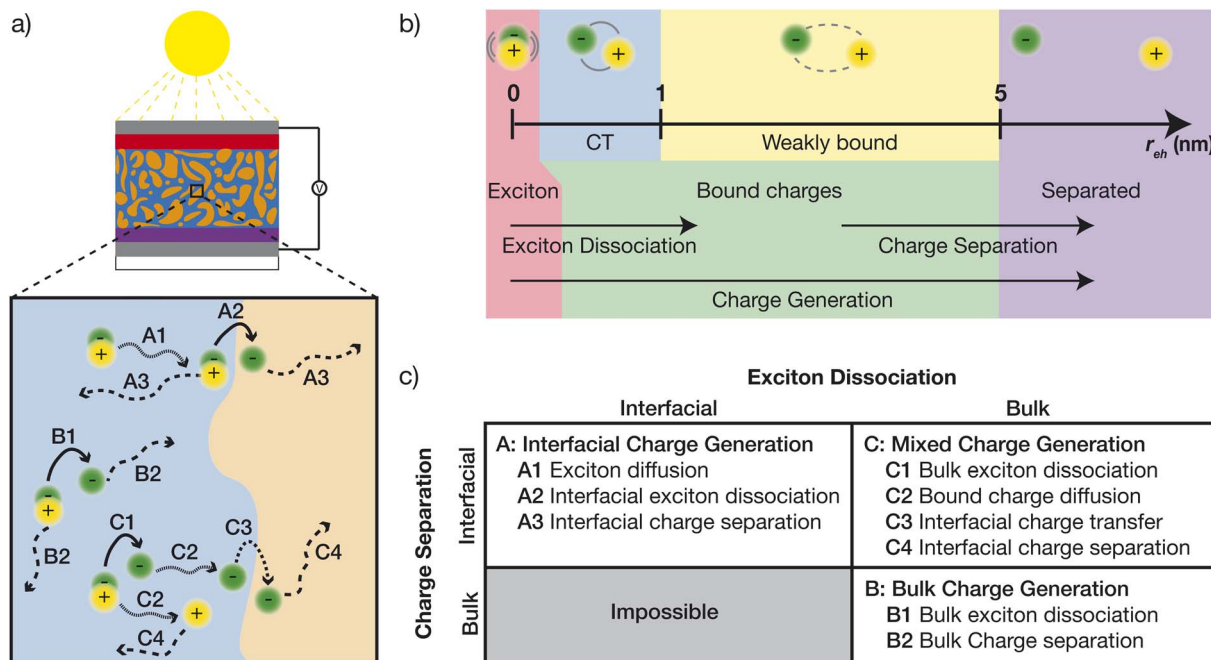 a)
V
A1
A2
A3
A3
B1
B2
B2
C1
C2
C3
C2
C4
C4
- + - + - - + - - + - +
b)
- + - + - + - +
0 1 5
CT Weakly bound r_eh (nm)
Exciton Bound charges Separated
Exciton Dissociation Charge Separation
Charge Generation
c)
Exciton Dissociation
Interfacial Bulk
Charge Separation
Interfacial
A: Interfacial Charge Generation
A1 Exciton diffusion
A2 Interfacial exciton dissociation
A3 Interfacial charge separation
C: Mixed Charge Generation
C1 Bulk exciton dissociation
C2 Bound charge diffusion
C3 Interfacial charge transfer
C4 Interfacial charge separation
Bulk
Impossible
B: Bulk Charge Generation
B1 Bulk exciton dissociation
B2 Bulk Charge separation